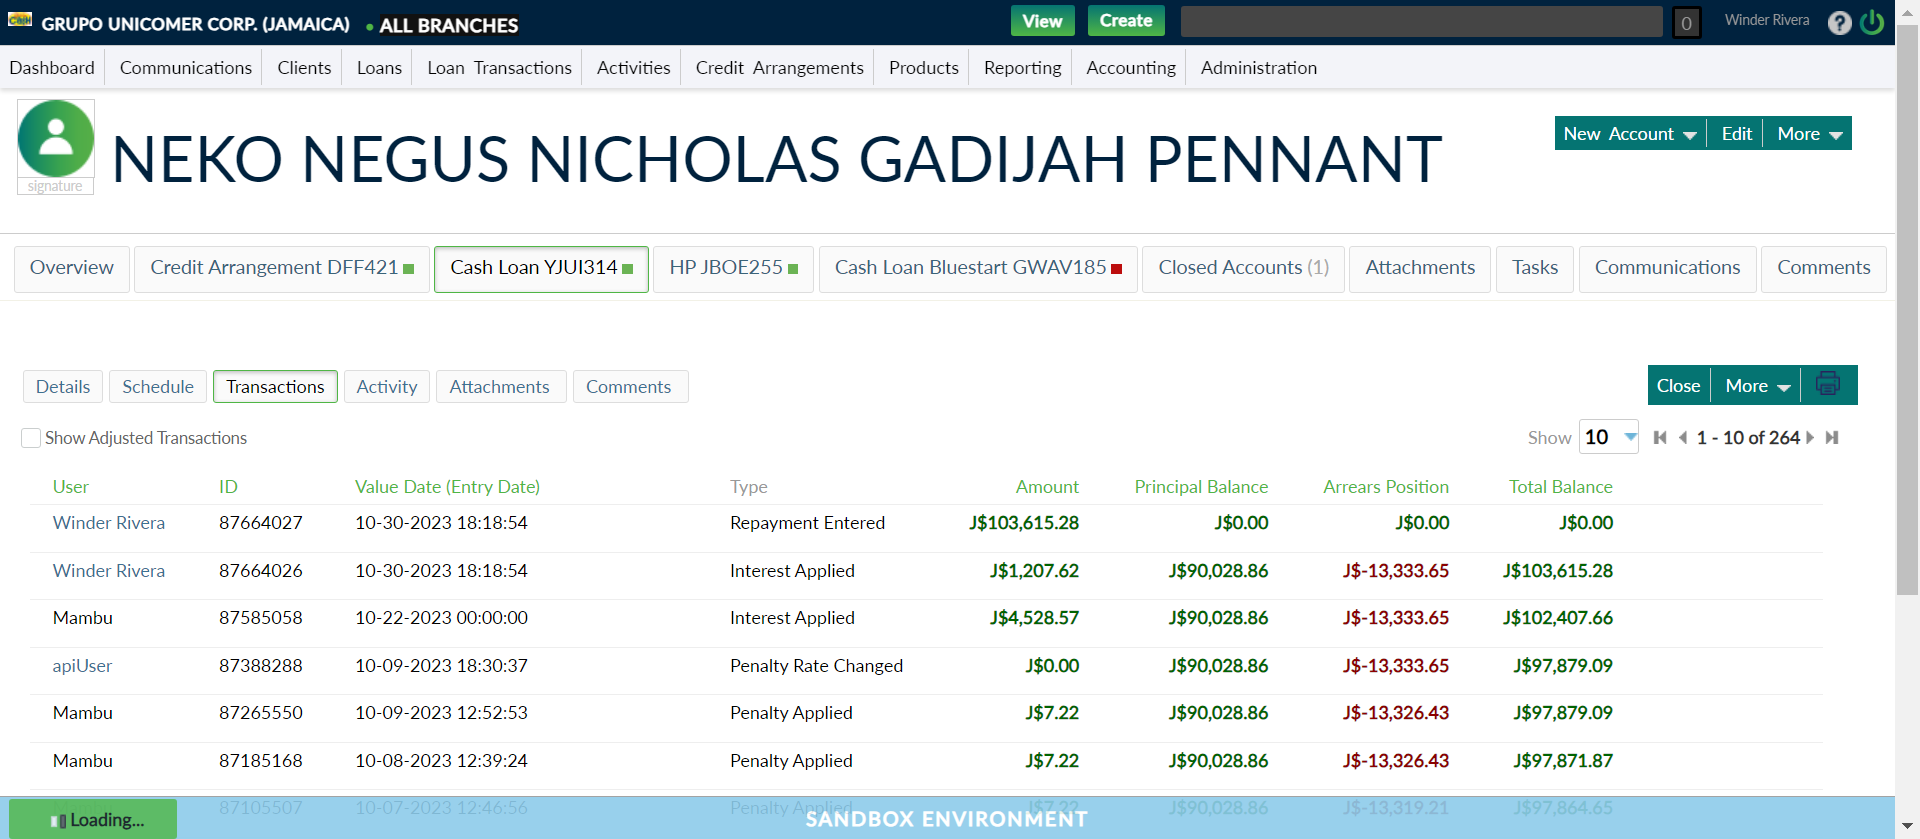 Cash GRUPO UNICOMER CORP. (JAMAICA) ● ALL BRANCHES View Create 0 Winder Rivera ?
Dashboard Communications Clients Loans Loan Transactions Activities Credit Arrangements Products Reporting Accounting Administration
signature
NEKO NEGUS NICHOLAS GADIJAH PENNANT
New Account Edit More
Overview Credit Arrangement DFF421 Cash Loan YJUI314 HP JBOE255 Cash Loan Bluestart GWAV185 Closed Accounts (1) Attachments Tasks Communications Comments
Details Schedule Transactions Activity Attachments Comments Close More
Show Adjusted Transactions Show 10 1 - 10 of 264
User ID Value Date (Entry Date) Type Amount Principal Balance Arrears Position Total Balance
Winder Rivera 87664027 10-30-2023 18:18:54 Repayment Entered J$103,615.28 J$0.00 J$0.00 J$0.00
Winder Rivera 87664026 10-30-2023 18:18:54 Interest Applied J$1,207.62 J$90,028.86 J$-13,333.65 J$103,615.28
Mambu 87585058 10-22-2023 00:00:00 Interest Applied J$4,528.57 J$90,028.86 J$-13,333.65 J$102,407.66
apiUser 87388288 10-09-2023 18:30:37 Penalty Rate Changed J$0.00 J$90,028.86 J$-13,333.65 J$97,879.09
Mambu 87265550 10-09-2023 12:52:53 Penalty Applied J$7.22 J$90,028.86 J$-13,326.43 J$97,879.09
Mambu 87185168 10-08-2023 12:39:24 Penalty Applied J$7.22 J$90,028.86 J$-13,326.43 J$97,871.87
Mambu 87105507 10-07-2023 12:46:56 Penalty Applied J$7.22 J$90,028.86 J$-13,319.21 J$97,864.65
Loading... SANDBOX ENVIRONMENT